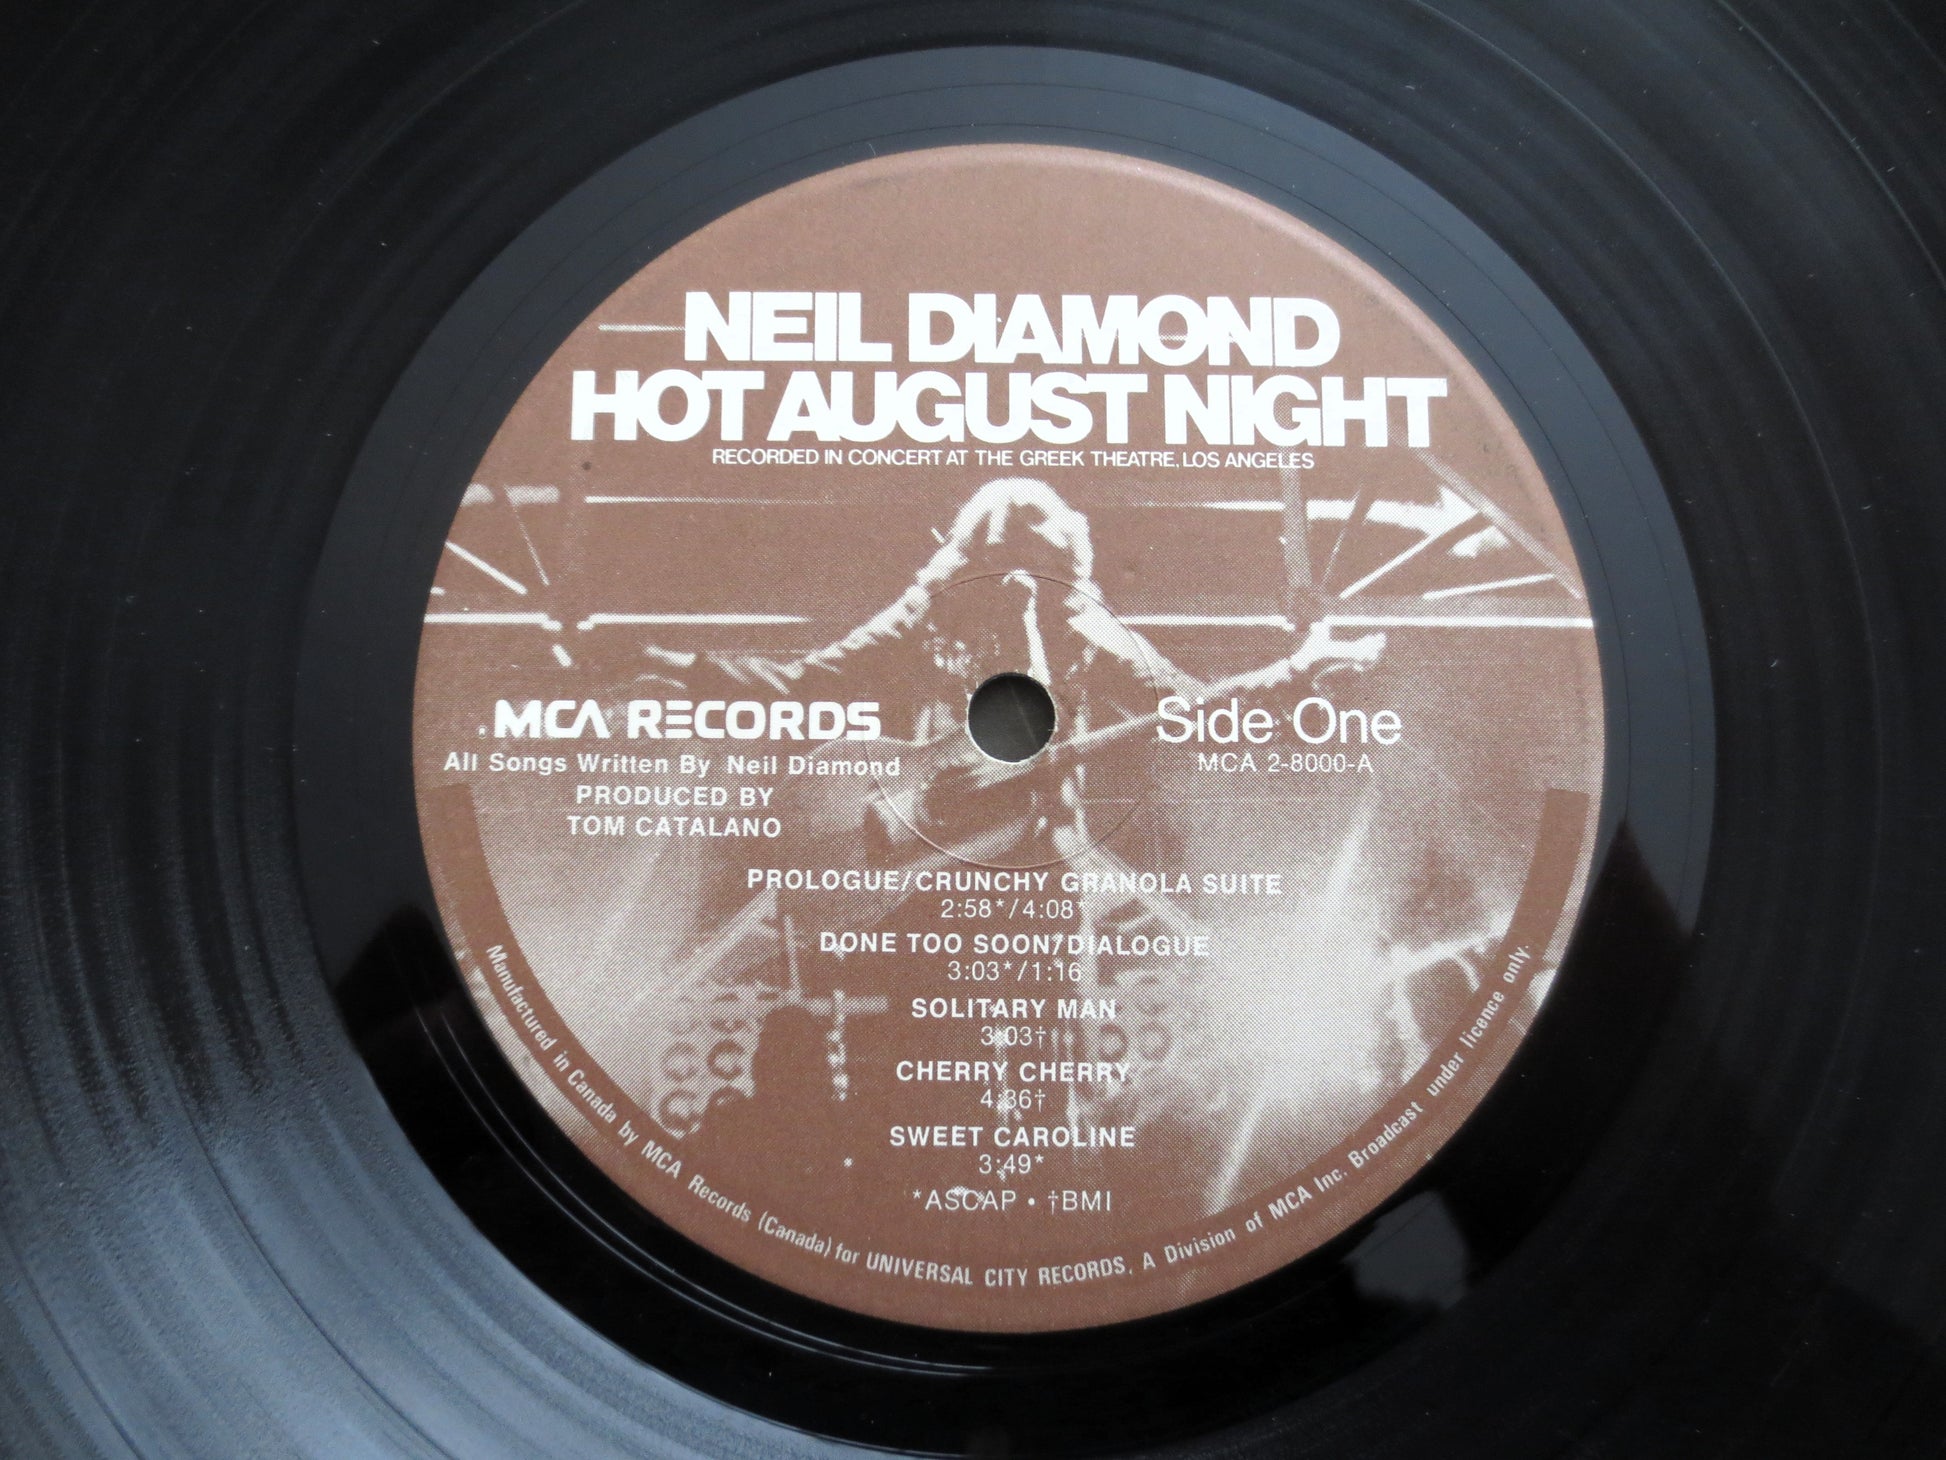 NEIL DIAMOND
HOT AUGUST NIGHT
RECORDED IN CONCERT AT THE GREEK THEATRE, LOS ANGELES
MCA RECORDS
All Songs Written By Neil Diamond
PRODUCED BY
TOM CATALANO
Side One
MCA 2-8000-A
PROLOGUE/CRUNCHY GRANOLA SUITE
2:58*/4:08*
DONE TOO SOON/DIALOGUE
3:03*/1:16
SOLITARY MAN
3:03†
CHERRY CHERRY
4:36†
SWEET CAROLINE
3:49*
*ASCAP • †BMI
Manufactured in Canada by MCA Records (Canada) for UNIVERSAL CITY RECORDS, A Division of MCA Inc. Broadcast under licence only.